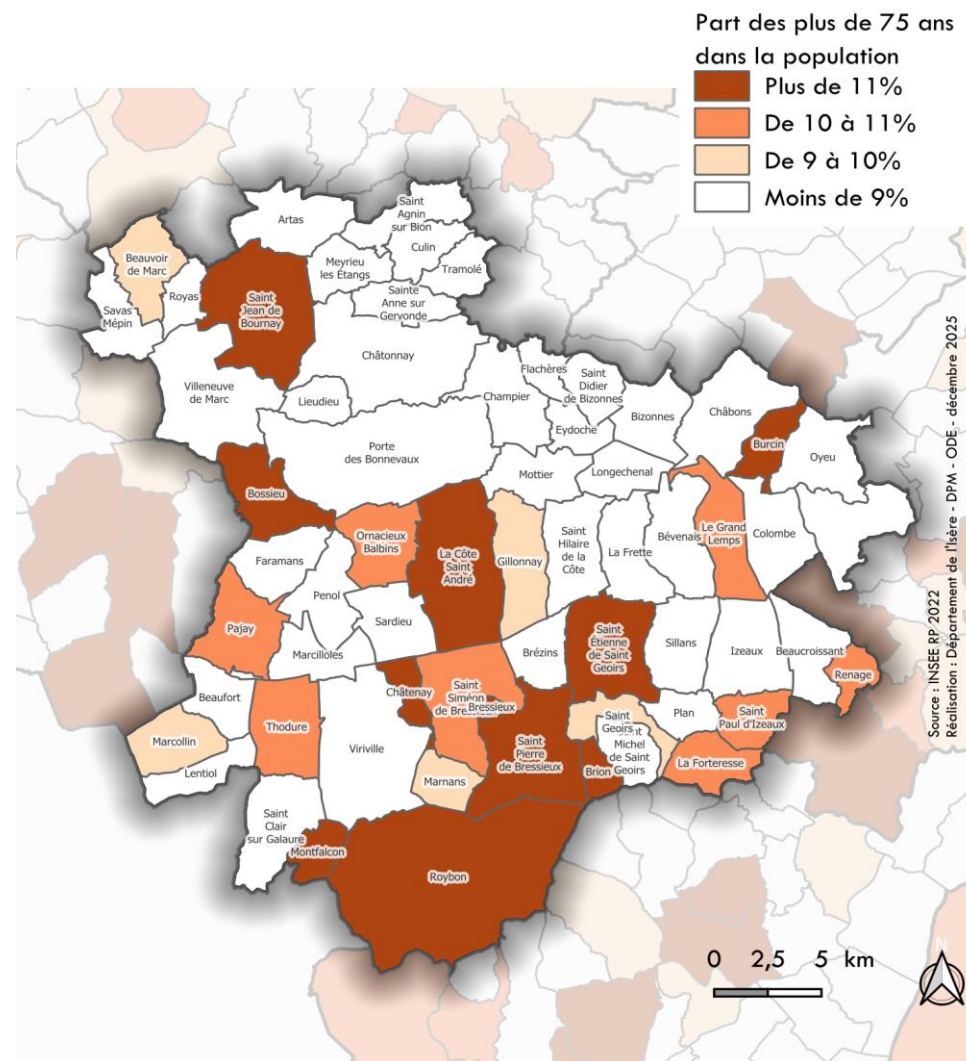 Part des plus de 75 ans
dans la population
Plus de 11%
De 10 à 11%
De 9 à 10%
Moins de 9%
Saint
Agnin
sur Bion
Artas
Culin
Beauvoir
de Marc
Meyrieu
les Étangs
Tramolé
Royas
Saint
Jean de
Bournay
Sainte
Anne sur
Gervonde
Savas
Mépin
Châtonnay
Flachères
Saint
Didier
de Bizonnes
Villeneuve
de Marc
Lieudieu
Champier
Bizonnes
Châbons
Eydoche
Burcin
Oyeu
Porte
des Bonnevaux
Mottier
Longechenal
Bossieu
Ornacieux
Balbins
La Côte
Saint
André
Gillonnay
Saint
Hilaire
de la
Côte
La Frette
Bévenais
Le Grand
Lemps
Colombe
Faramans
Penol
Sardieu
Pajay
Marcilloles
Brézins
Saint
Étienne
de Saint
Geoirs
Sillans
Izeaux
Beaucroissant
Renage
Beaufort
Châtenay
Saint
Siméon
de Bressieux
Bressieux
Thodure
Viriville
Saint
Geoirs
Plan
Saint
Paul d'Izeaux
Marcollin
Lentiol
Saint
Pierre
de Bressieux
Michel
de Saint
Geoirs
La Forteresse
Marnans
Brion
Saint
Clair
sur Galaure
Montfalcon
Roybon
0 2,5 5 km
N
Source : INSEE RP 2022
Réalisation : Département de l'Isère - DPM - ODE - décembre 2025